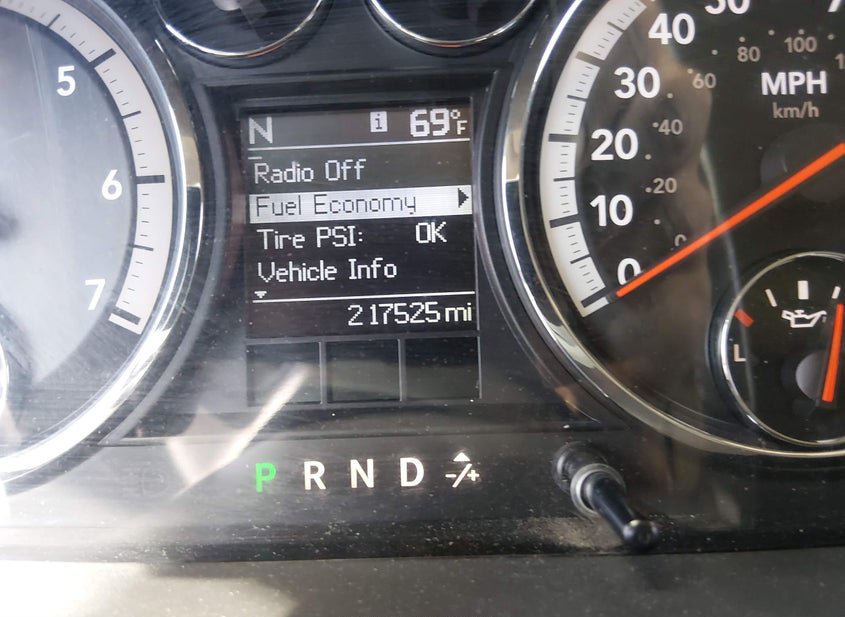 5
6
7
N i 69°F
Radio Off
Fuel Economy
Tire PSI: OK
Vehicle Info
217525 mi
P R N D -/+
40
30
20
10
0
60
80
100
40
20
0
MPH
km/h
L